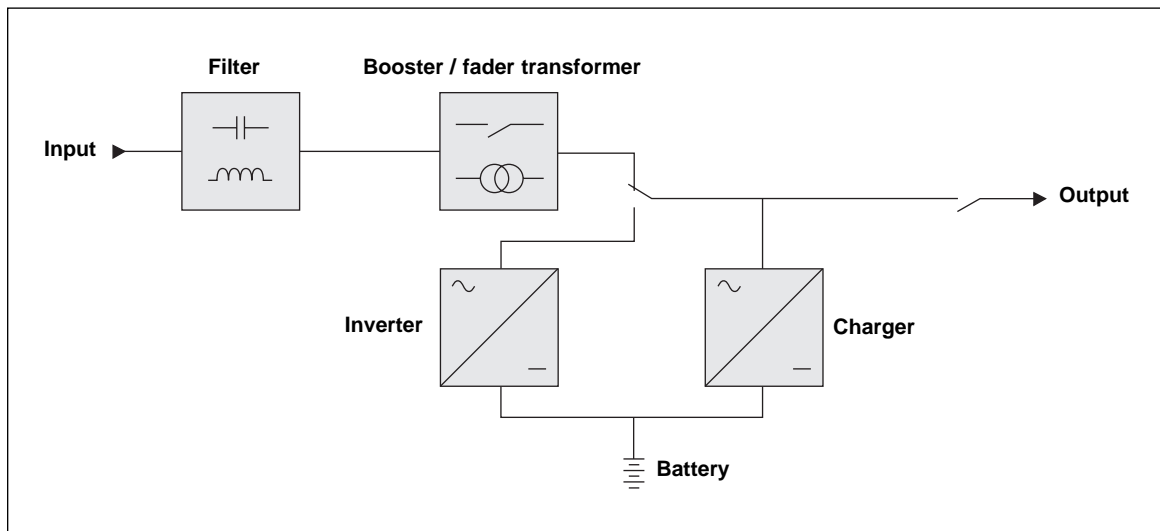 Filter
Booster / fader transformer
Input
Output
Inverter
Charger
Battery